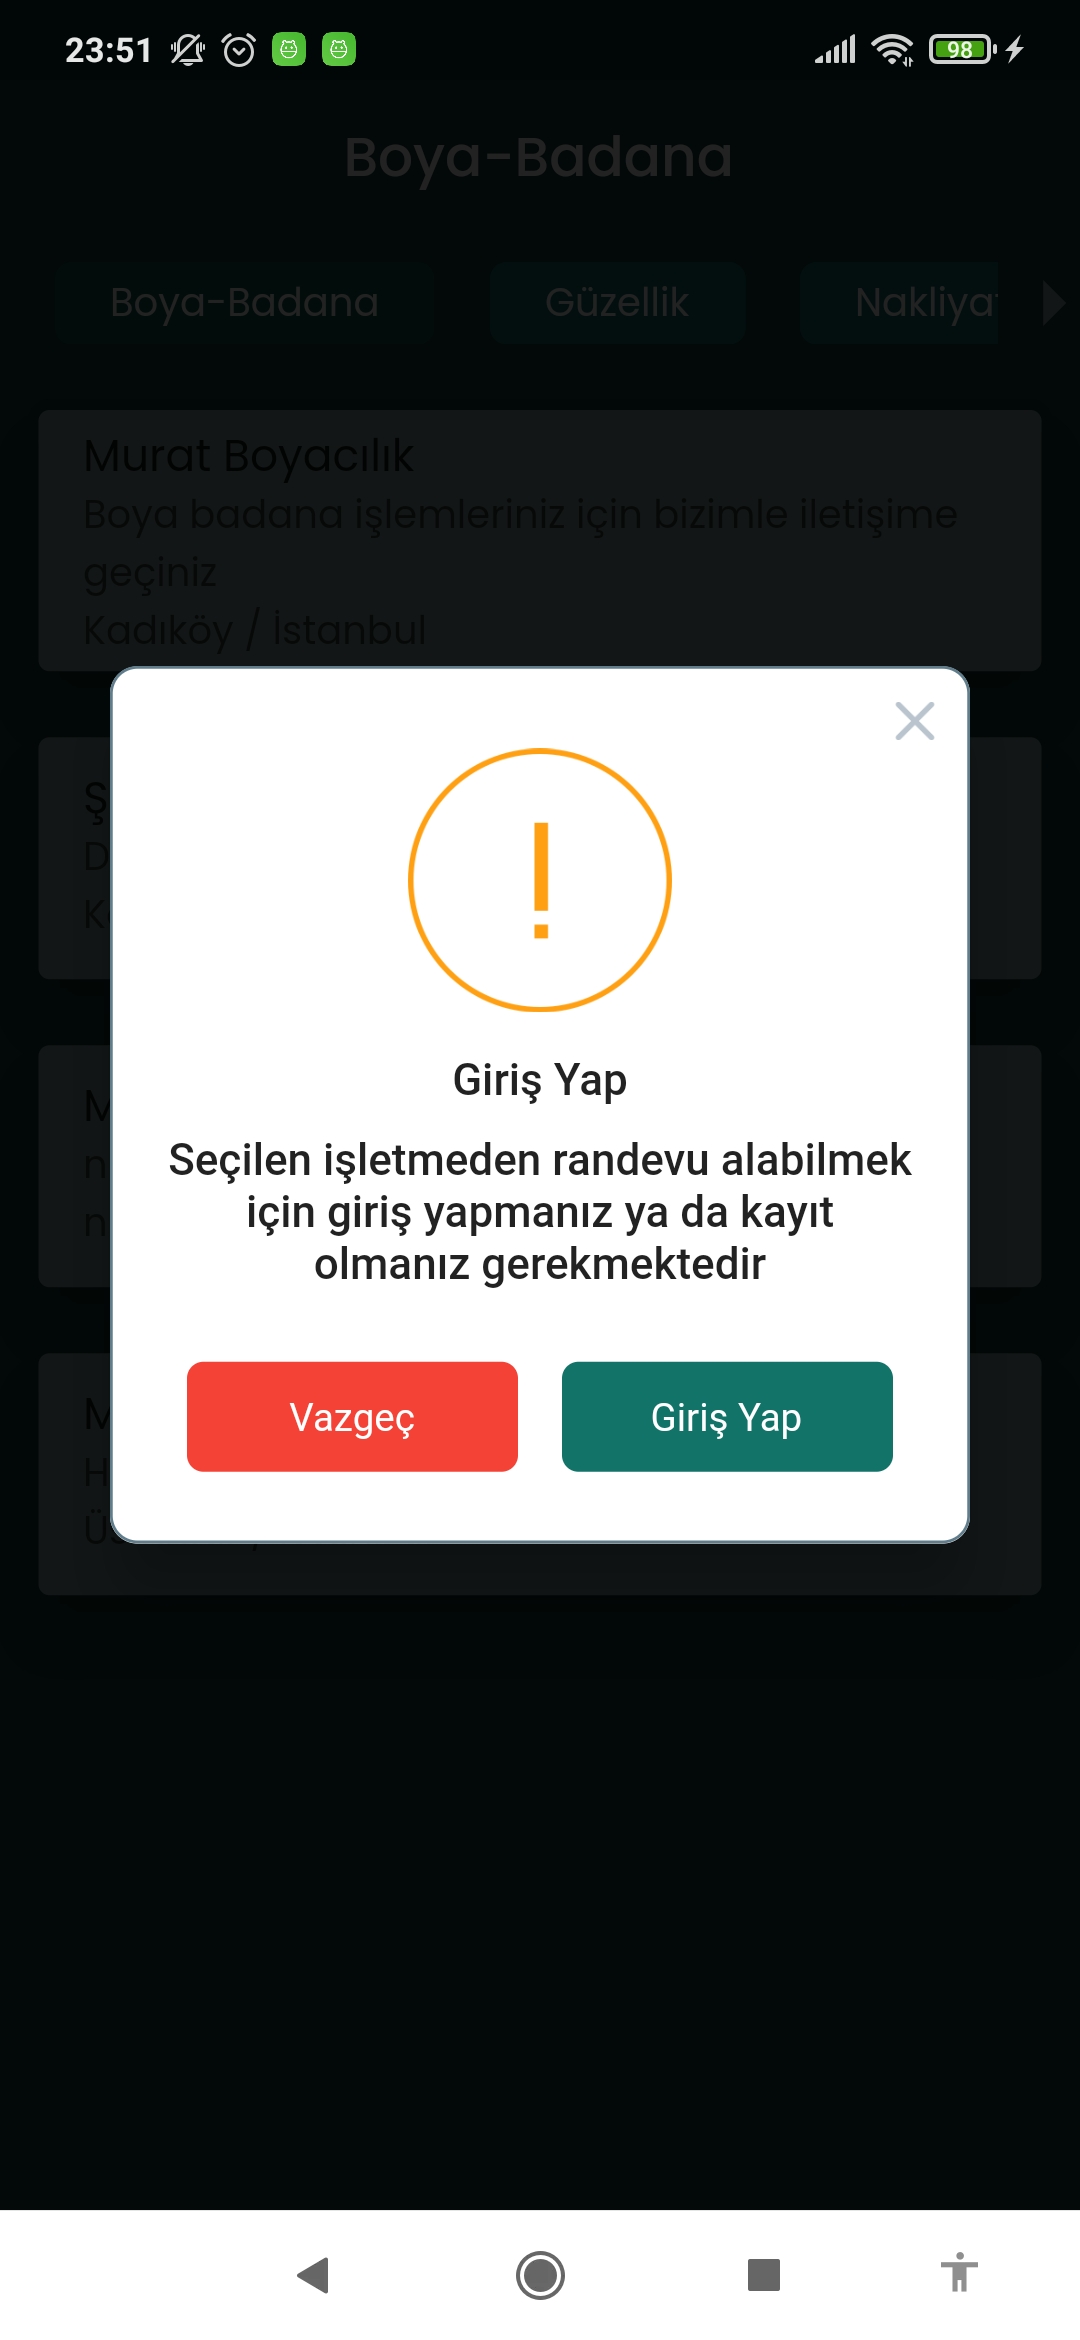 23:51
98
Boya-Badana
Boya-Badana
Güzellik
Murat Boyacılık
Boya badana işlemleriniz için bizimle iletişime
geçiniz
Kadıköy / İstanbul
Giriş Yap
Seçilen işletmeden randevu alabilmek
için giriş yapmanız ya da kayıt
olmanız gerekmektedir
Vazgeç
Giriş Yap